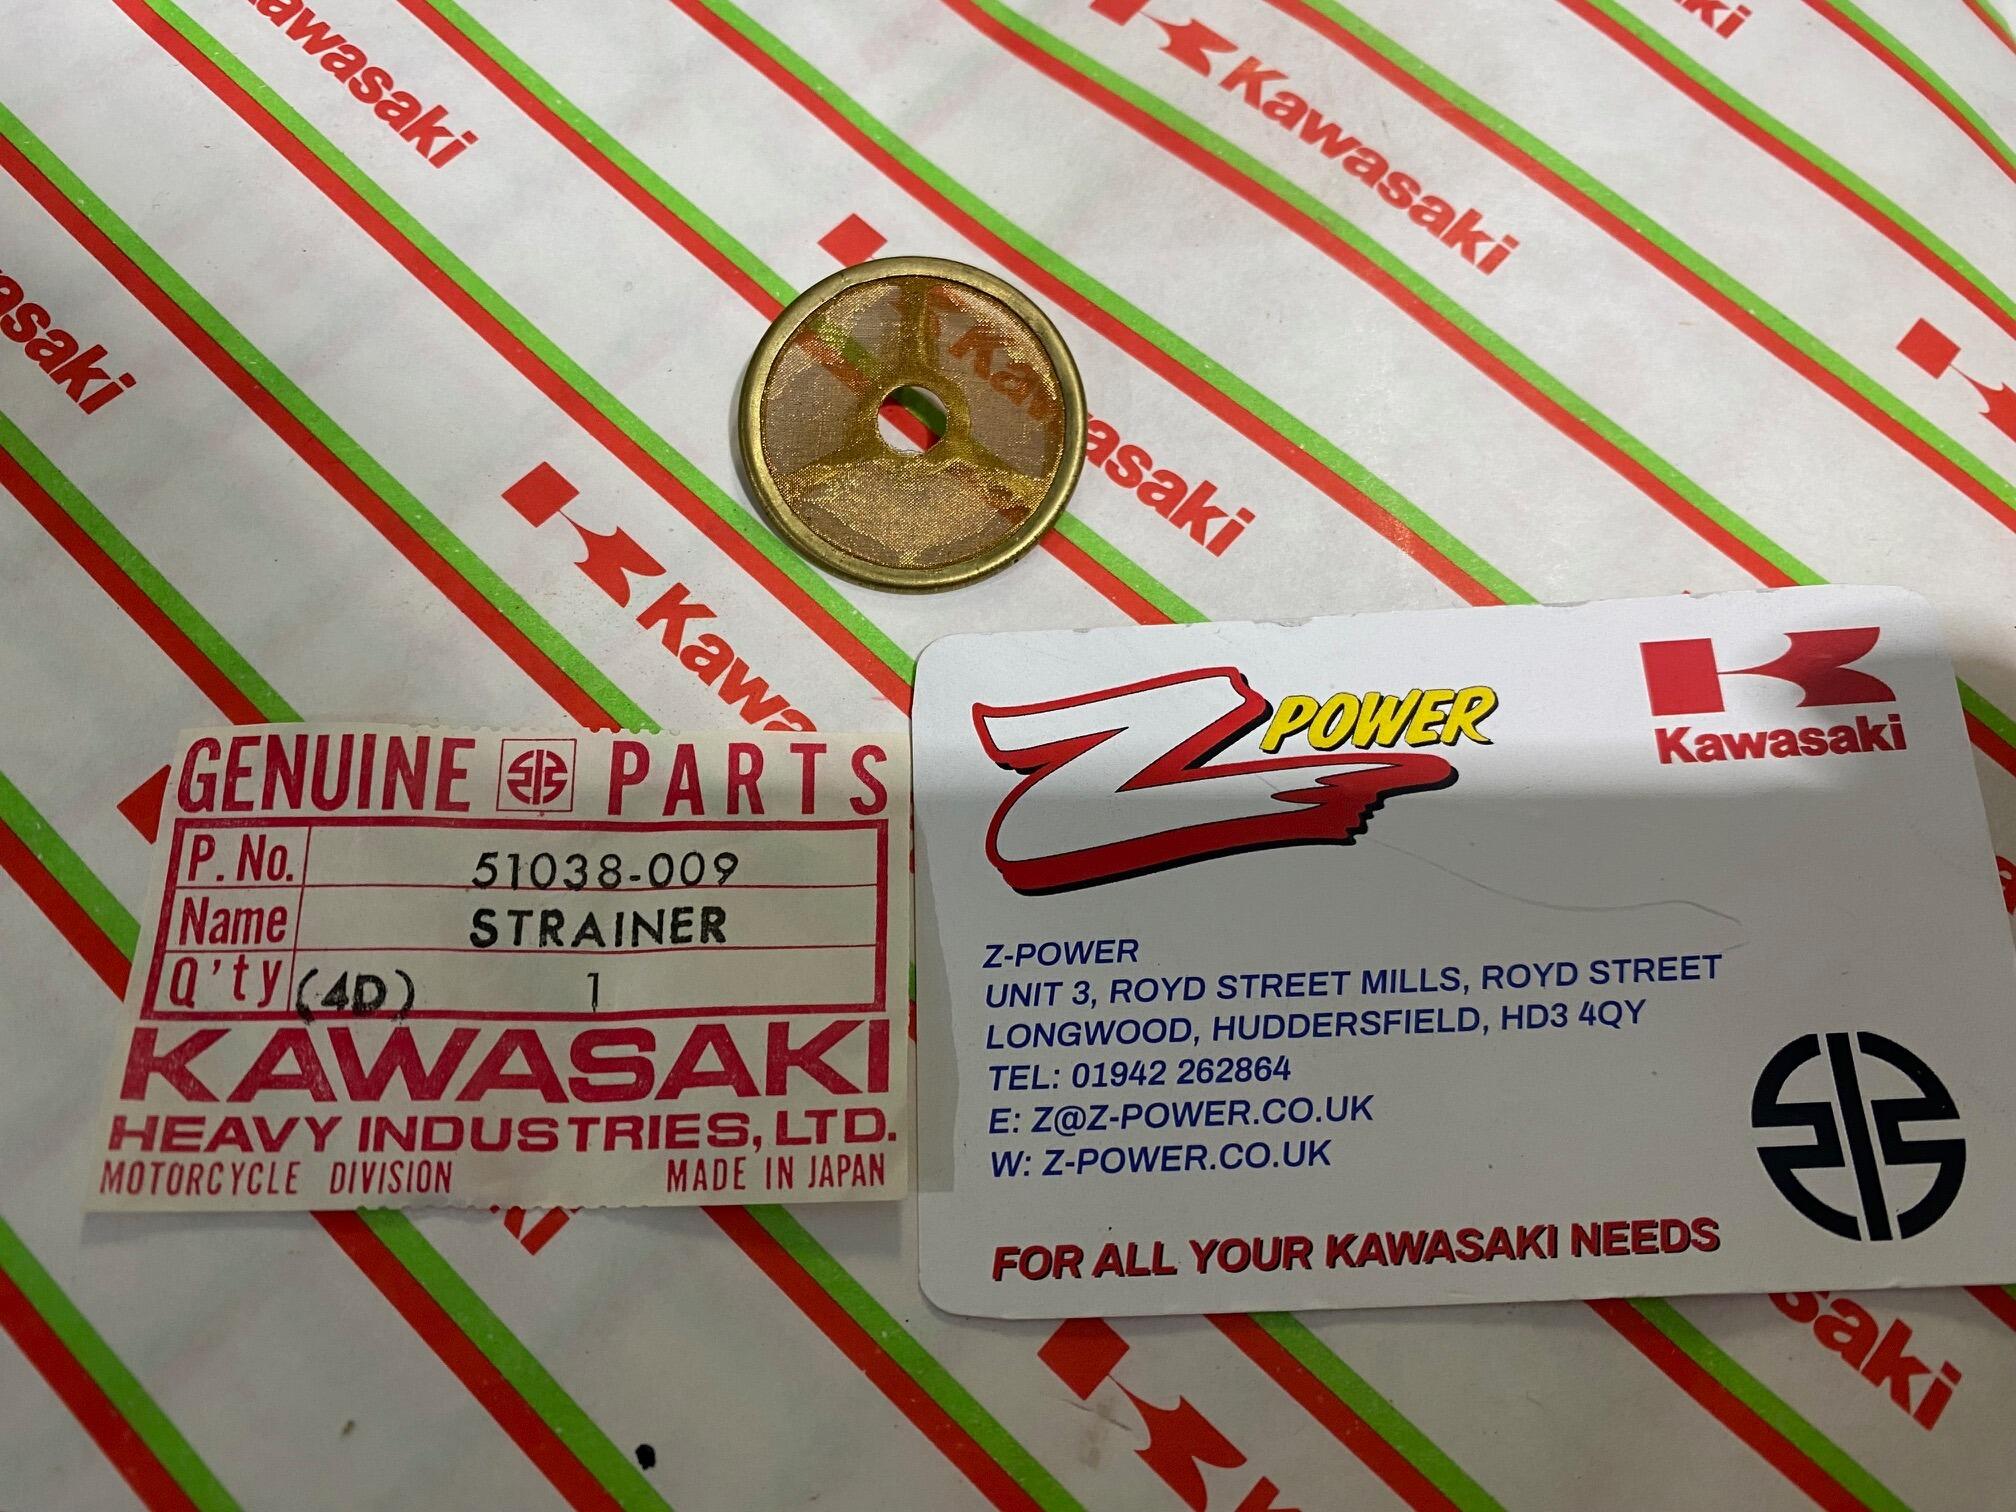 Kawasaki
Kawasaki
Kawasaki
Kawasaki
GENUINE PARTS
P. No. 51038-009
Name STRAINER
Q'ty (4D) 1
KAWASAKI
HEAVY INDUSTRIES, LTD.
MOTORCYCLE DIVISION MADE IN JAPAN
Z POWER
Kawasaki
Z-POWER
UNIT 3, ROYD STREET MILLS, ROYD STREET
LONGWOOD, HUDDERSFIELD, HD3 4QY
TEL: 01942 262864
E: Z@Z-POWER.CO.UK
W: Z-POWER.CO.UK
FOR ALL YOUR KAWASAKI NEEDS